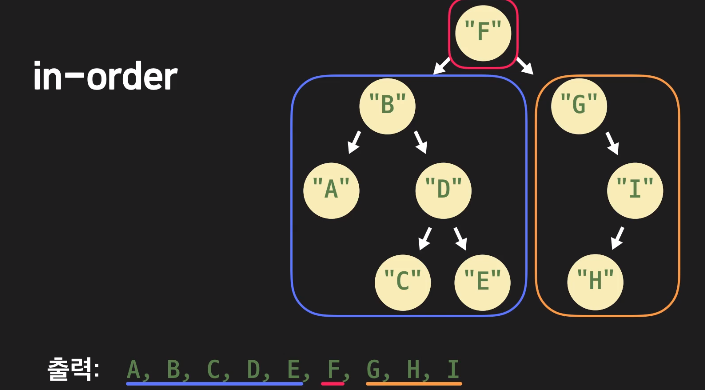 in-order
"F"
"B"
"G"
"A"
"D"
"I"
"C"
"E"
"H"
출력: A, B, C, D, E, F, G, H, I